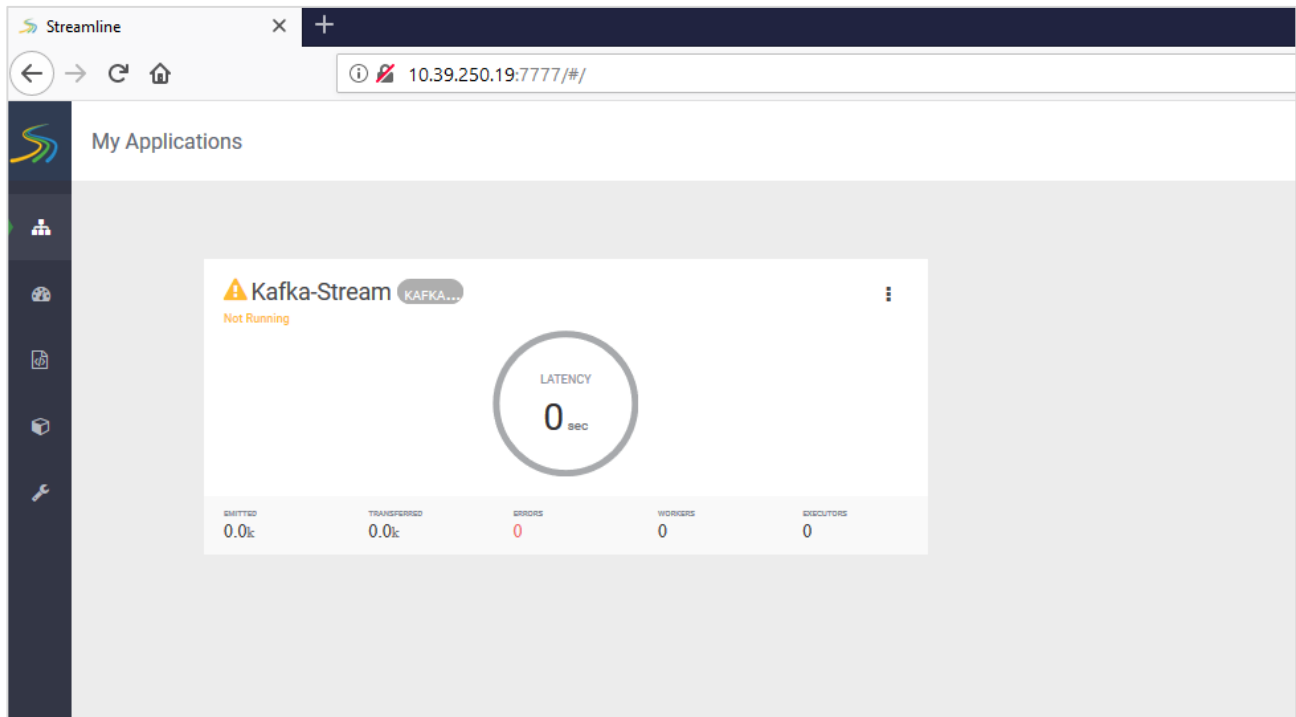 Streamline
10.39.250.19:7777/#/
My Applications
Kafka-Stream KAFKA...
Not Running
LATENCY
0 sec
EMITTED TRANSFERRED ERRORS WORKERS EXECUTORS
0.0k 0.0k 0 0 0